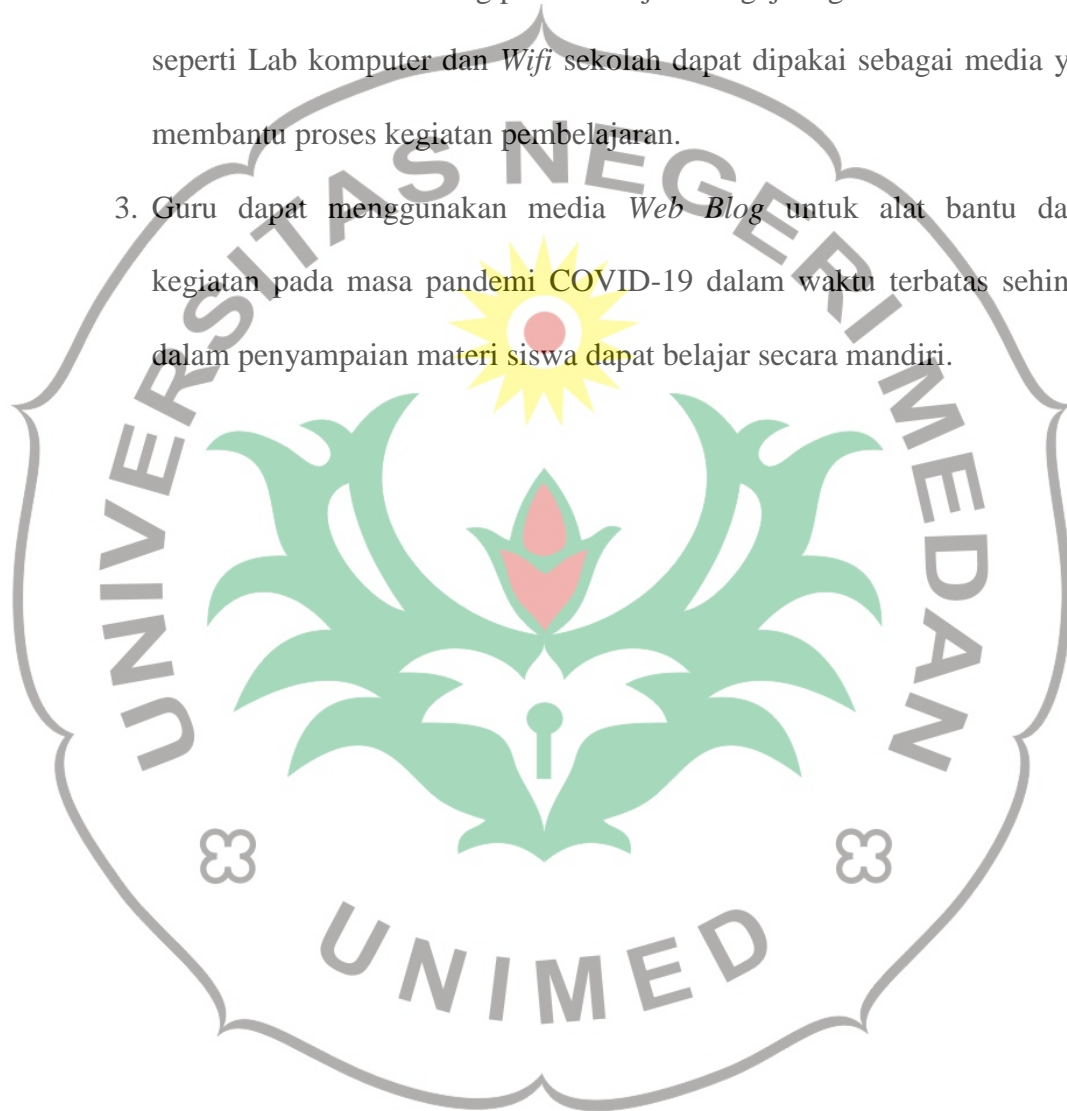 seperti Lab komputer dan Wifi sekolah dapat dipakai sebagai media
membantu proses kegiatan pembelajaran.
3. Guru dapat menggunakan media Web Blog untuk alat bantu
kegiatan pada masa pandemi COVID-19 dalam waktu terbatas
dalam penyampaian materi siswa dapat belajar secara mandiri.
UNIVERSITAS NEGERI MEDAN
UNIMED